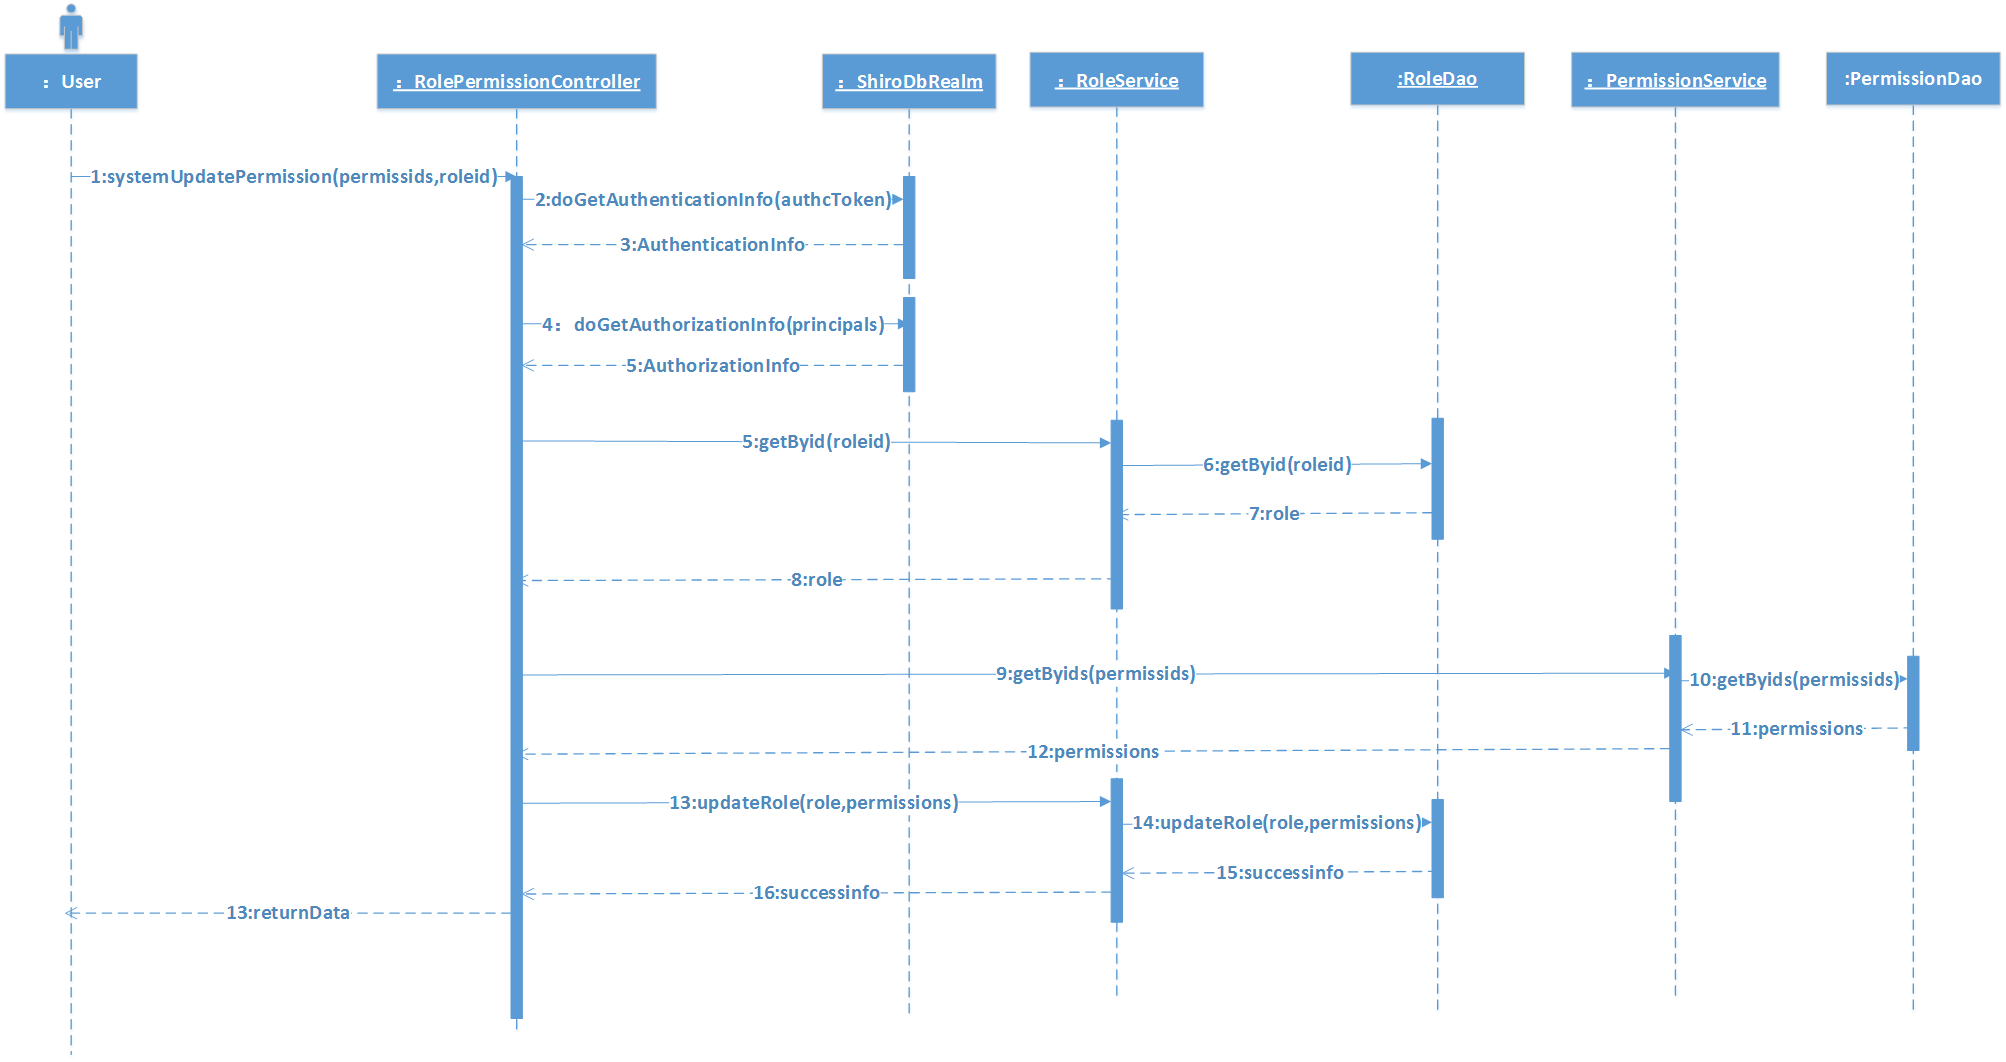 ：User
：RolePermissionController
：ShiroDbRealm
：RoleService
:RoleDao
：PermissionService
:PermissionDao
1:systemUpdatePermission(permissids,roleid)
2:doGetAuthenticationInfo(authcToken)
3:AuthenticationInfo
4：doGetAuthorizationInfo(principals)
5:AuthorizationInfo
5:getByid(roleid)
6:getByid(roleid)
7:role
8:role
9:getByids(permissids)
10:getByids(permissids)
11:permissions
12:permissions
13:updateRole(role,permissions)
14:updateRole(role,permissions)
15:successinfo
16:successinfo
13:returnData